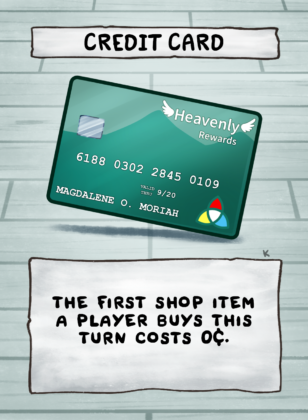 CREDIT CARD
Heavenly
Rewards
6188 0302 2845 0109
VALID
THRU 9/20
MAGDALENE O. MORIAH
THE FIRST SHOP ITEM
A PLAYER BUYS THIS
TURN COSTS 0¢.